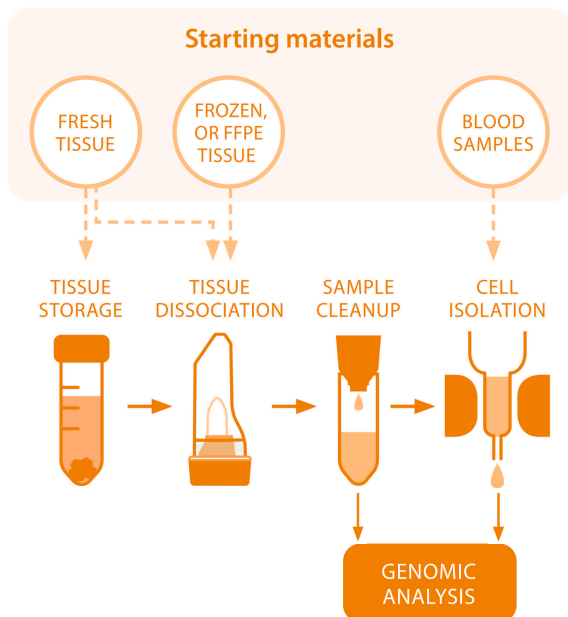 Starting materials
FRESH
TISSUE
FROZEN,
OR FFPE
TISSUE
BLOOD
SAMPLES
TISSUE
STORAGE
TISSUE
DISSOCIATION
SAMPLE
CLEANUP
CELL
ISOLATION
GENOMIC
ANALYSIS